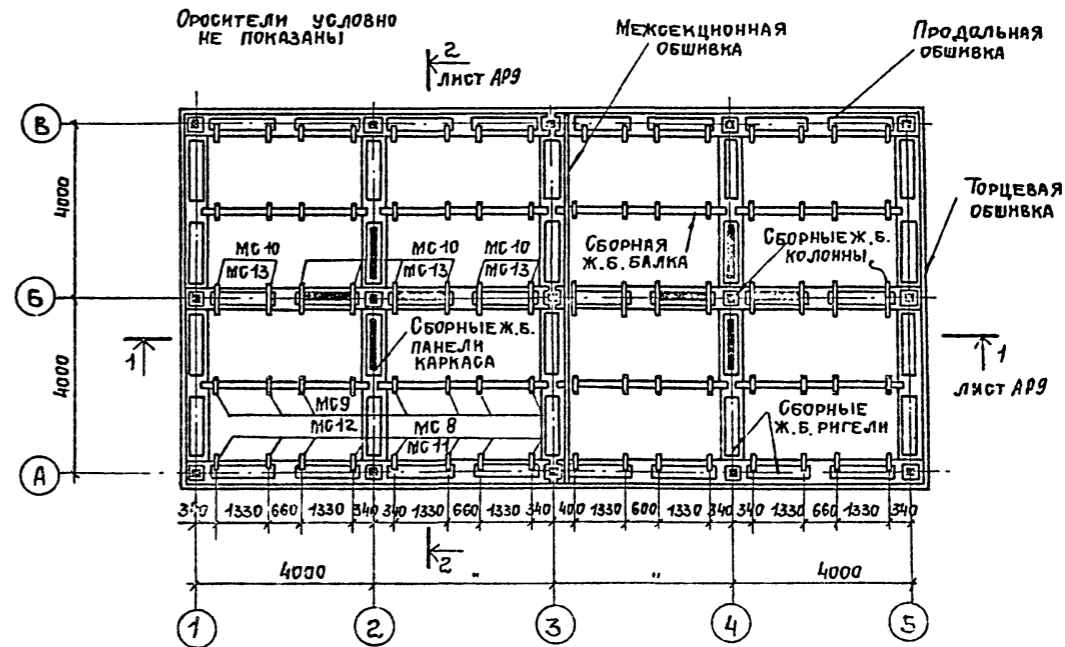 Оросители условно
не показаны
2
лист АР9
Межсекционная
обшивка
Продальная
обшивка
В
4000
Торцевая
обшивка
МС10
МС13
МС10
МС13
МС10
МС13
Сборная
ж.б. балка
Сборные ж.б.
колонны
Б
1
Сборные ж.б.
панели
каркаса
1
лист АР9
4000
МС9
МС12
МС8
МС11
Сборные
ж.б. ригели
А
340 1330 660 1330 340 340 1330 660 1330 340 400 1330 600 1330 340 340 1330 660 1330 340
2
4000 " " 4000
1 2 3 4 5